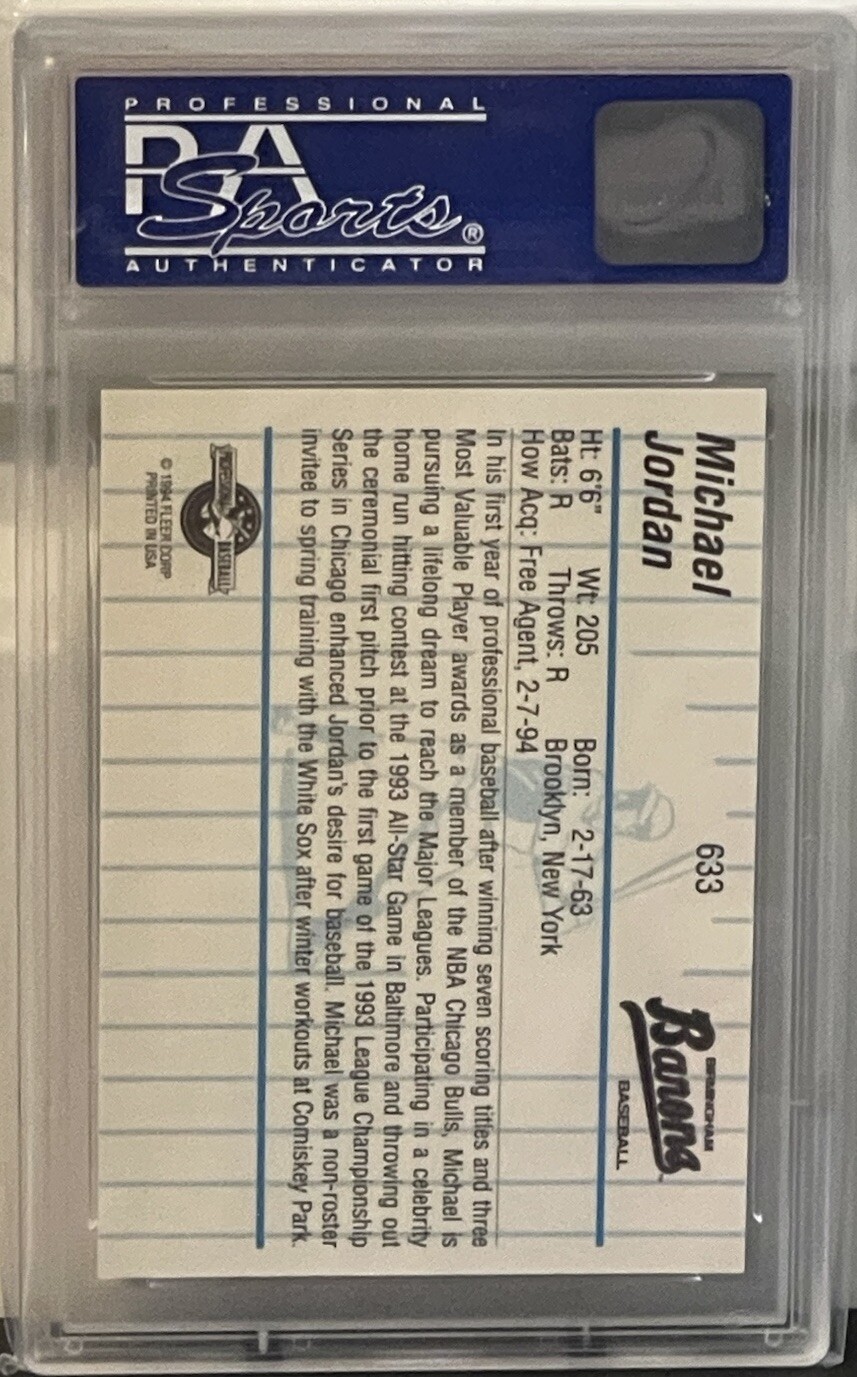 PROFESSIONAL
PSA
Sports®
AUTHENTICATOR
Michael
Jordan
633
BIRMINGHAM
Barons™
BASEBALL
Ht: 6'6" Wt: 205 Born: 2-17-63
Bats: R Throws: R Brooklyn, New York
How Acq: Free Agent, 2-7-94
In his first year of professional baseball after winning seven scoring titles and three
Most Valuable Player awards as a member of the NBA Chicago Bulls, Michael is
pursuing a lifelong dream to reach the Major Leagues. Participating in a celebrity
home run hitting contest at the 1993 All-Star Game in Baltimore and throwing out
the ceremonial first pitch prior to the first game of the 1993 League Championship
Series in Chicago enhanced Jordan's desire for baseball. Michael was a non-roster
invitee to spring training with the White Sox after winter workouts at Comiskey Park.
PROFESSIONAL
BASEBALL
© 1994 FLEER CORP
PRINTED IN USA